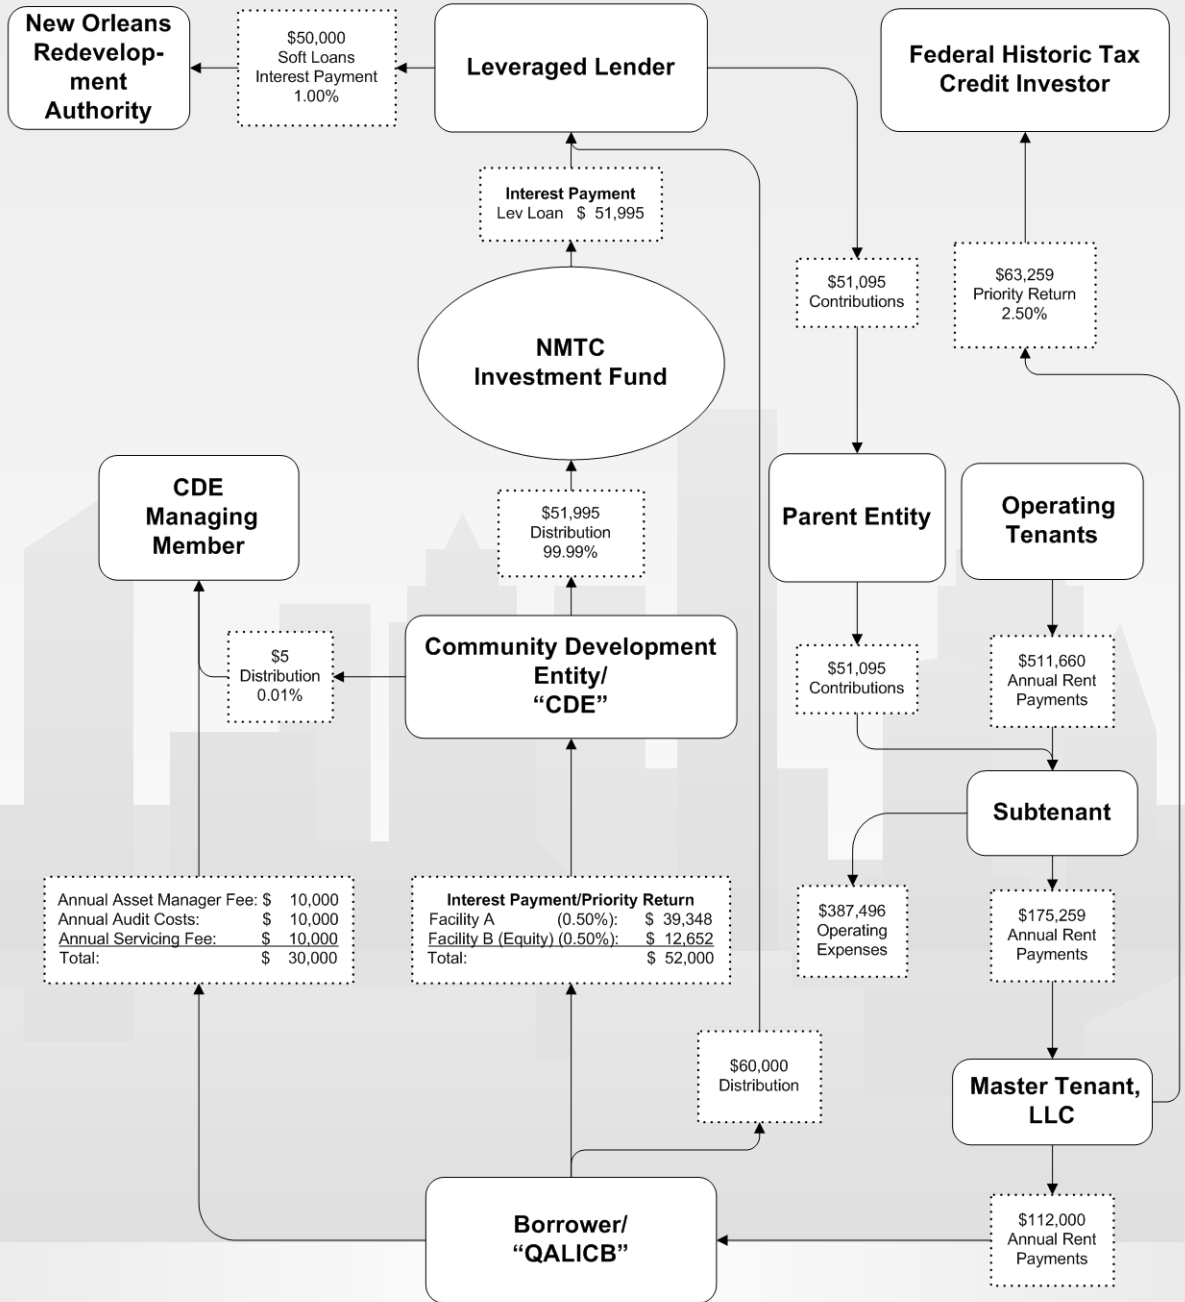 New Orleans
Redevelop-
ment
Authority
$50,000
Soft Loans
Interest Payment
1.00%
Leveraged Lender
Federal Historic Tax
Credit Investor
Interest Payment
Lev Loan $ 51,995
$51,095
Contributions
$63,259
Priority Return
2.50%
NMTC
Investment Fund
CDE
Managing
Member
$51,995
Distribution
99.99%
Parent Entity
Operating
Tenants
$5
Distribution
0.01%
Community Development
Entity/
“CDE”
$51,095
Contributions
$511,660
Annual Rent
Payments
Subtenant
Annual Asset Manager Fee: $ 10,000
Annual Audit Costs: $ 10,000
Annual Servicing Fee: $ 10,000
Total: $ 30,000
Interest Payment/Priority Return
Facility A (0.50%): $ 39,348
Facility B (Equity) (0.50%): $ 12,652
Total: $ 52,000
$387,496
Operating
Expenses
$175,259
Annual Rent
Payments
$60,000
Distribution
Master Tenant,
LLC
Borrower/
“QALICB”
$112,000
Annual Rent
Payments